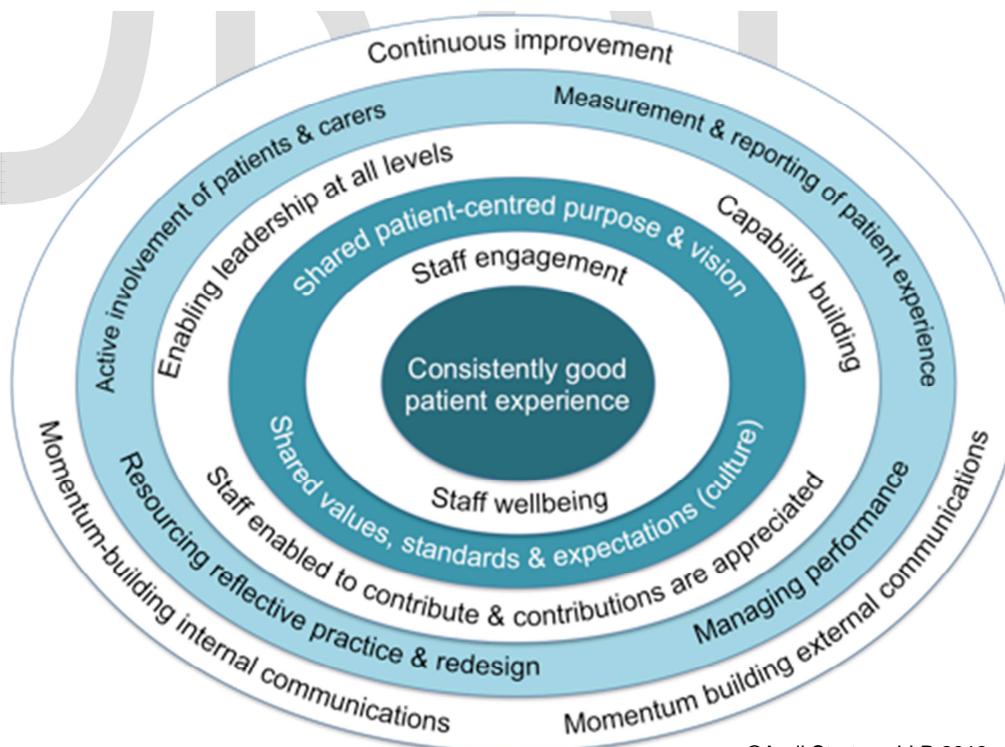 Continuous improvement
Active involvement of patients & carers
Measurement & reporting of patient experience
Enabling leadership at all levels
Capability building
Shared patient-centred purpose & vision
Staff engagement
Consistently good
patient experience
Staff wellbeing
Shared values, standards & expectations (culture)
Staff enabled to contribute & contributions are appreciated
Resourcing reflective practice & redesign
Managing performance
Momentum-building internal communications
Momentum building external communications